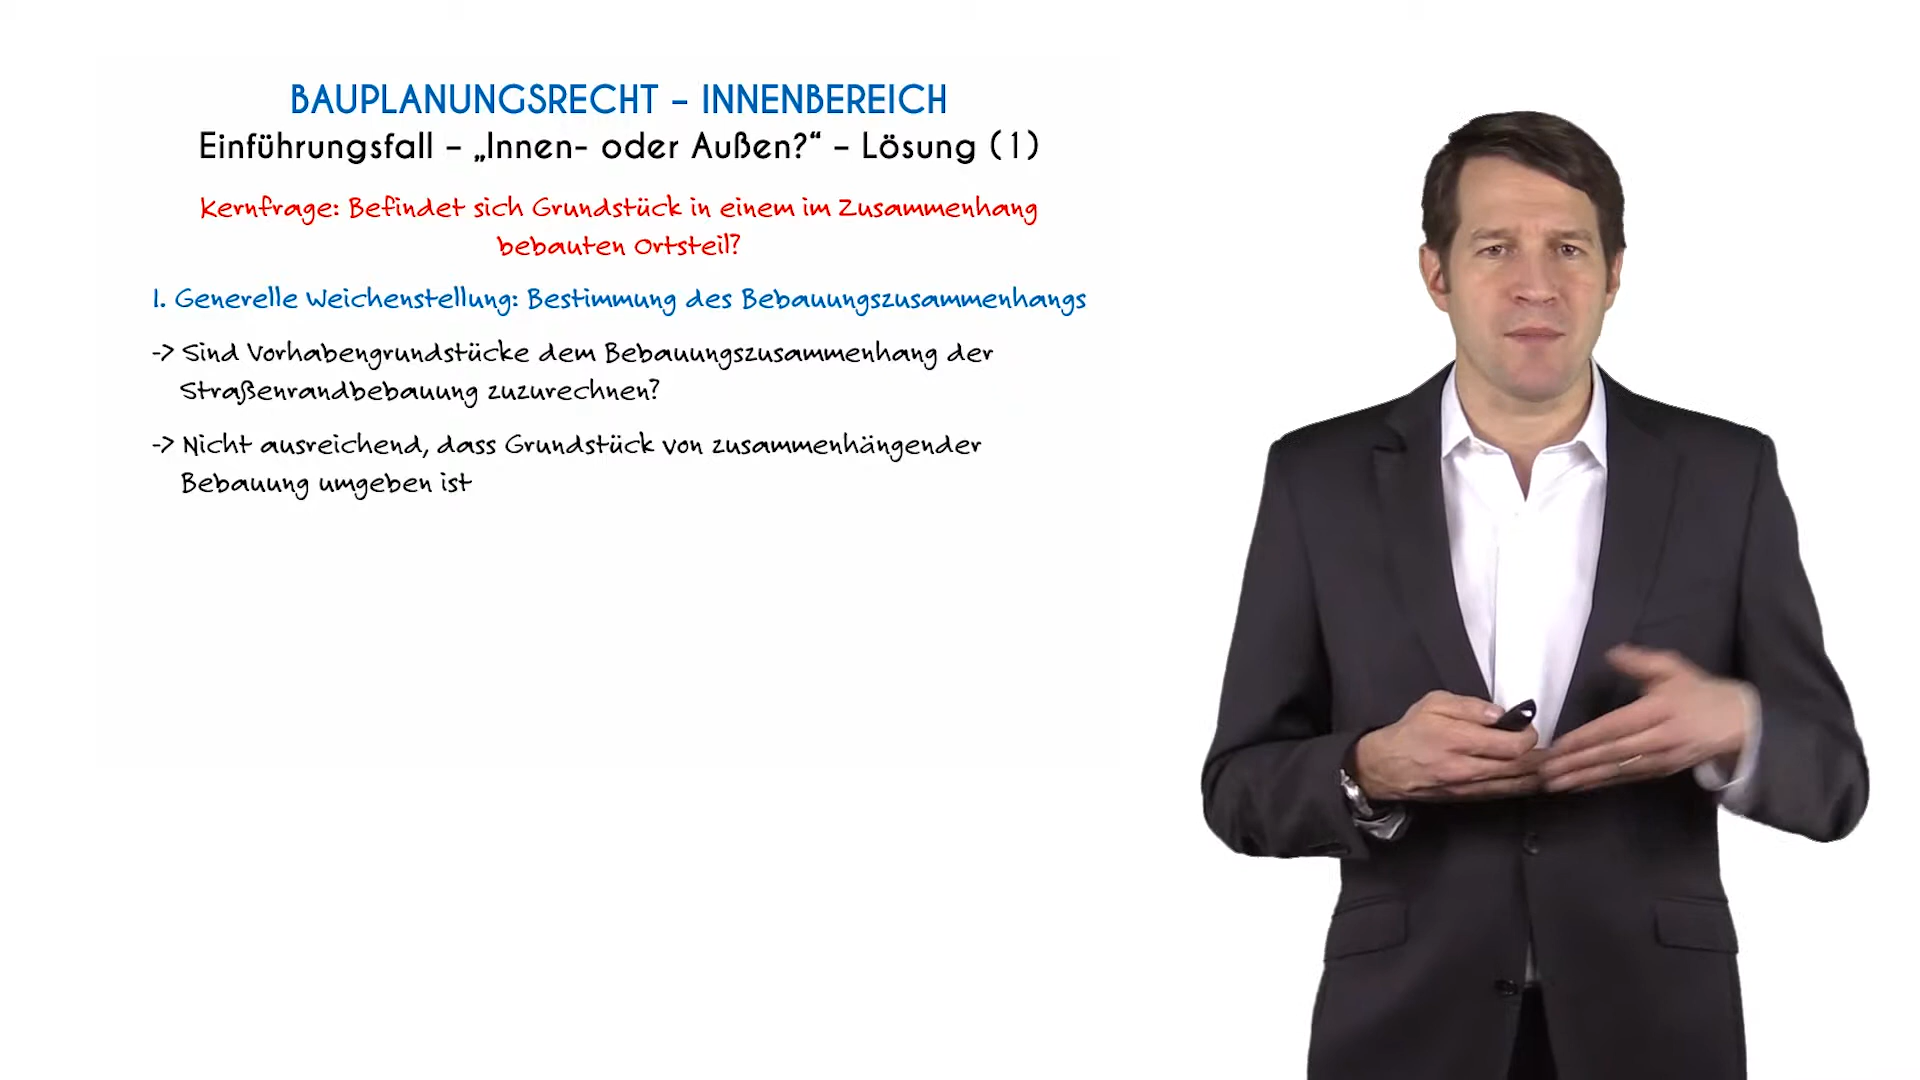 BAUPLANUNGSRECHT – INNENBEREICH
Einführungsfall – „Innen- oder Außen?“ – Lösung (1)
Kernfrage: Befindet sich Grundstück in einem im Zusammenhang
bebauten Ortsteil?
I. Generelle Weichenstellung: Bestimmung des Bebauungszusammenhangs
-> Sind Vorhabengrundstücke dem Bebauungszusammenhang der
Straßenrandbebauung zuzurechnen?
-> Nicht ausreichend, dass Grundstück von zusammenhängender
Bebauung umgeben ist